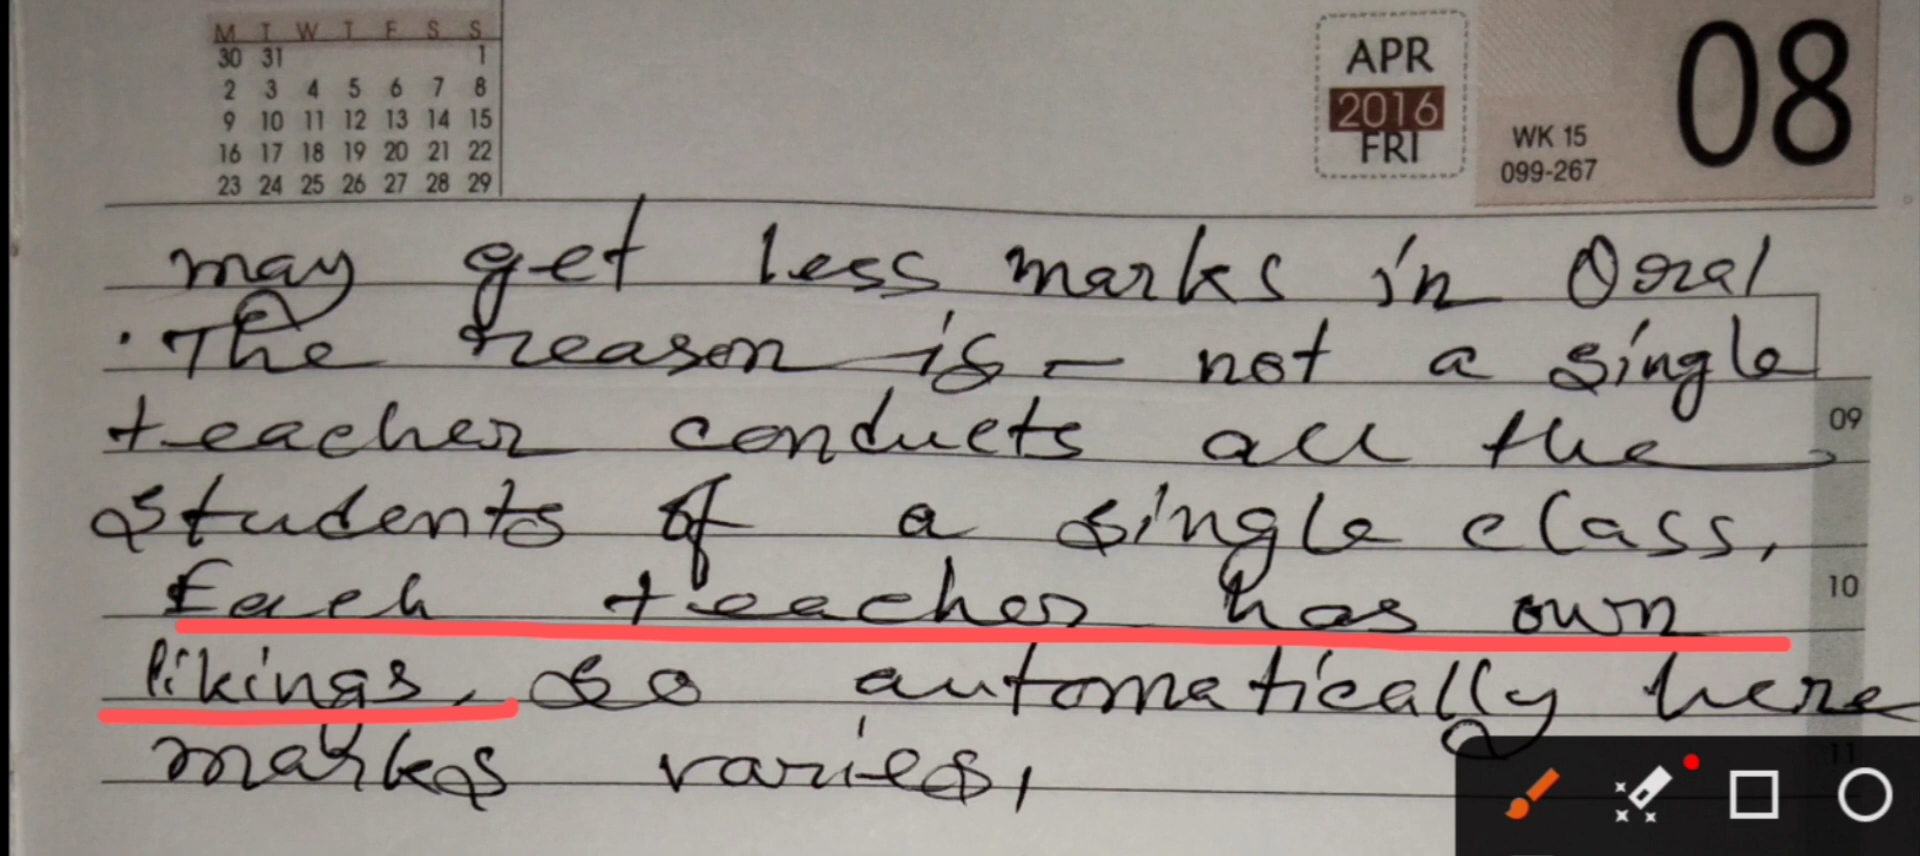 M T W T F S S
30 31 1
2 3 4 5 6 7 8
9 10 11 12 13 14 15
16 17 18 19 20 21 22
23 24 25 26 27 28 29
APR
2016
FRI
WK 15
099-267
08
may get less marks in Oral
. The reason is - not a single
teacher conducts all the
09
students of a single class,
Each teacher has own
10
likings, so automatically here
marks varies,
11